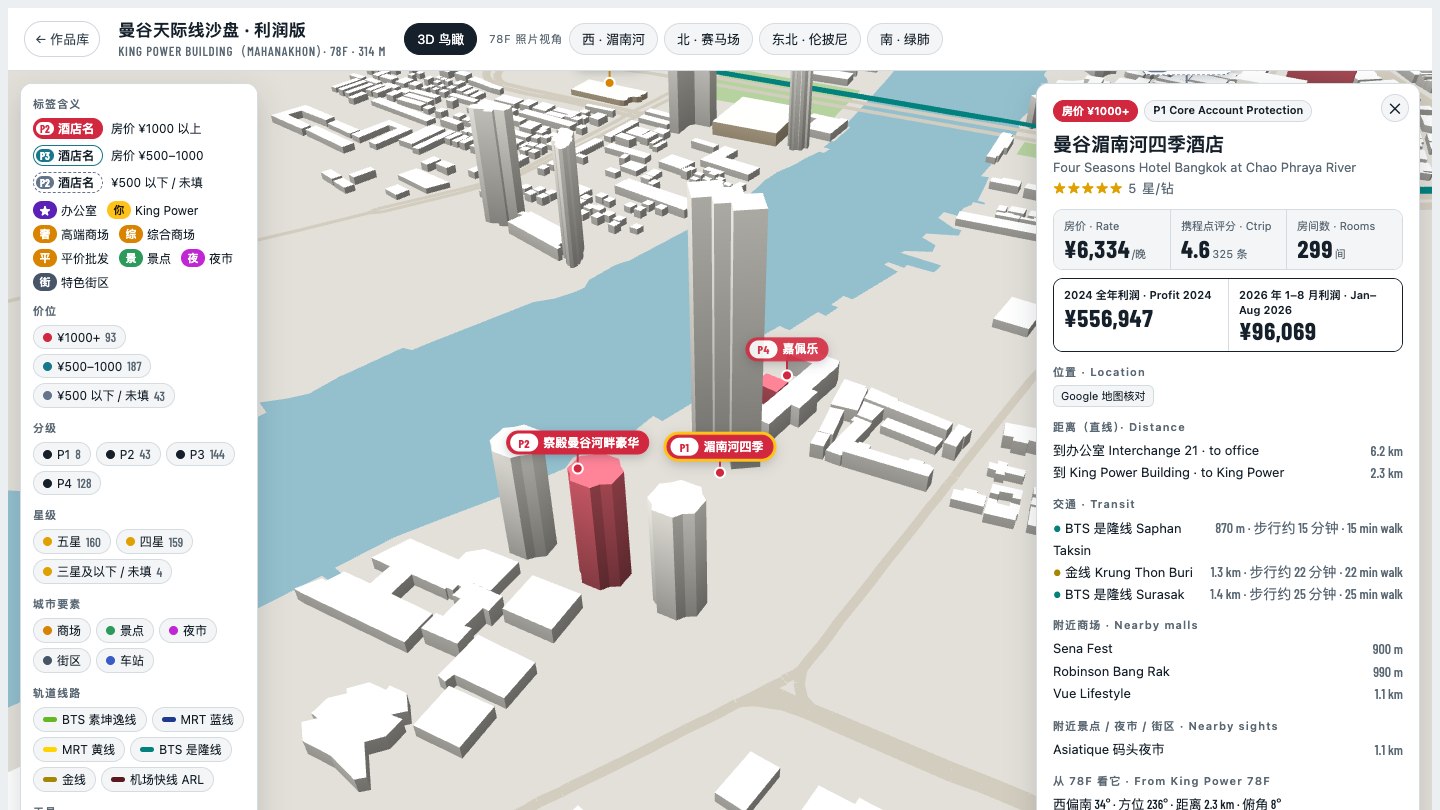 ← 作品库
曼谷天际线沙盘 · 利润版
KING POWER BUILDING （MAHANAKHON）· 78F · 314 M
3D 鸟瞰
78F 照片视角
西 · 湄南河
北 · 赛马场
东北 · 伦披尼
南 · 绿肺
标签含义
P2 酒店名 房价 ¥1000 以上
P3 酒店名 房价 ¥500–1000
P2 酒店名 ¥500 以下 / 未填
★ 办公室 你 King Power
奢 高端商场 综 综合商场
平 平价批发 景 景点 夜 夜市
街 特色街区
价位
¥1000+ 93
¥500–1000 187
¥500 以下 / 未填 43
分级
P1 8 P2 43 P3 144
P4 128
星级
五星 160 四星 159
三星及以下 / 未填 4
城市要素
商场 景点 夜市
街区 车站
轨道线路
BTS 素坤逸线 MRT 蓝线
MRT 黄线 BTS 是隆线
金线 机场快线 ARL
P4 嘉佩乐
P2 察殿曼谷河畔豪华
P1 湄南河四季
房价 ¥1000+ P1 Core Account Protection
曼谷湄南河四季酒店
Four Seasons Hotel Bangkok at Chao Phraya River
★★★★★ 5 星/钻
房价 · Rate
¥6,334 /晚
携程点评分 · Ctrip
4.6 325 条
房间数 · Rooms
299 间
2024 全年利润 · Profit 2024
¥556,947
2026 年 1–8 月利润 · Jan–
Aug 2026
¥96,069
位置 · Location
Google 地图核对
距离（直线）· Distance
到办公室 Interchange 21 · to office 6.2 km
到 King Power Building · to King Power 2.3 km
交通 · Transit
BTS 是隆线 Saphan 870 m · 步行约 15 分钟 · 15 min walk
Taksin
金线 Krung Thon Buri 1.3 km · 步行约 22 分钟 · 22 min walk
BTS 是隆线 Surasak 1.4 km · 步行约 25 分钟 · 25 min walk
附近商场 · Nearby malls
Sena Fest 900 m
Robinson Bang Rak 990 m
Vue Lifestyle 1.1 km
附近景点 / 夜市 / 街区 · Nearby sights
Asiatique 码头夜市 1.1 km
从 78F 看它 · From King Power 78F
西偏南 34° · 方位 236° · 距离 2.3 km · 俯角 8°